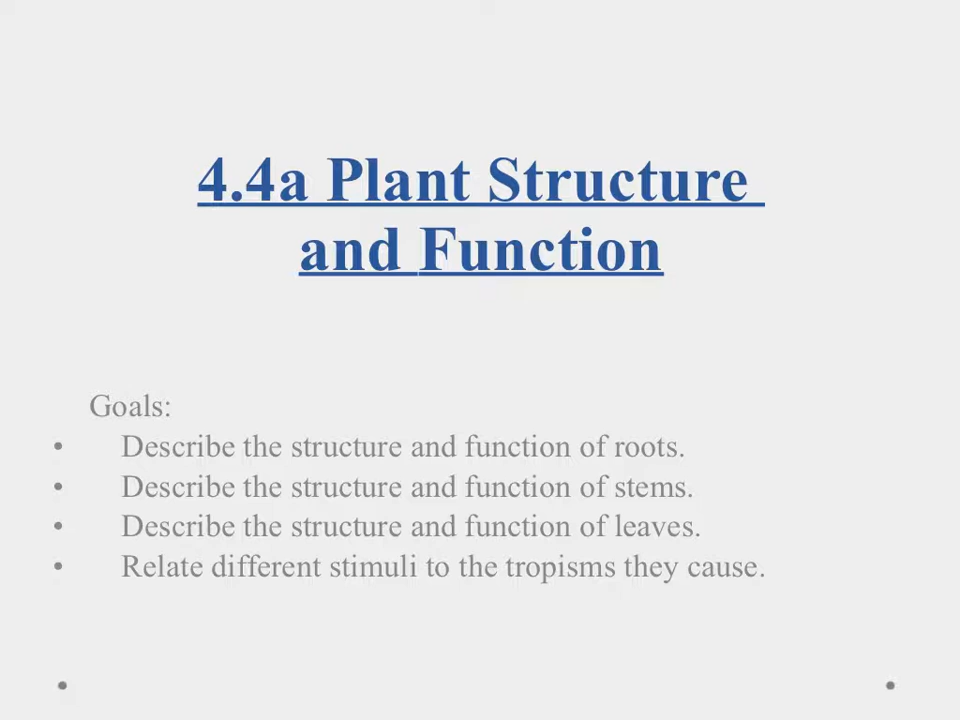 4.4a Plant Structure
and Function
Goals:
• Describe the structure and function of roots.
• Describe the structure and function of stems.
• Describe the structure and function of leaves.
• Relate different stimuli to the tropisms they cause.